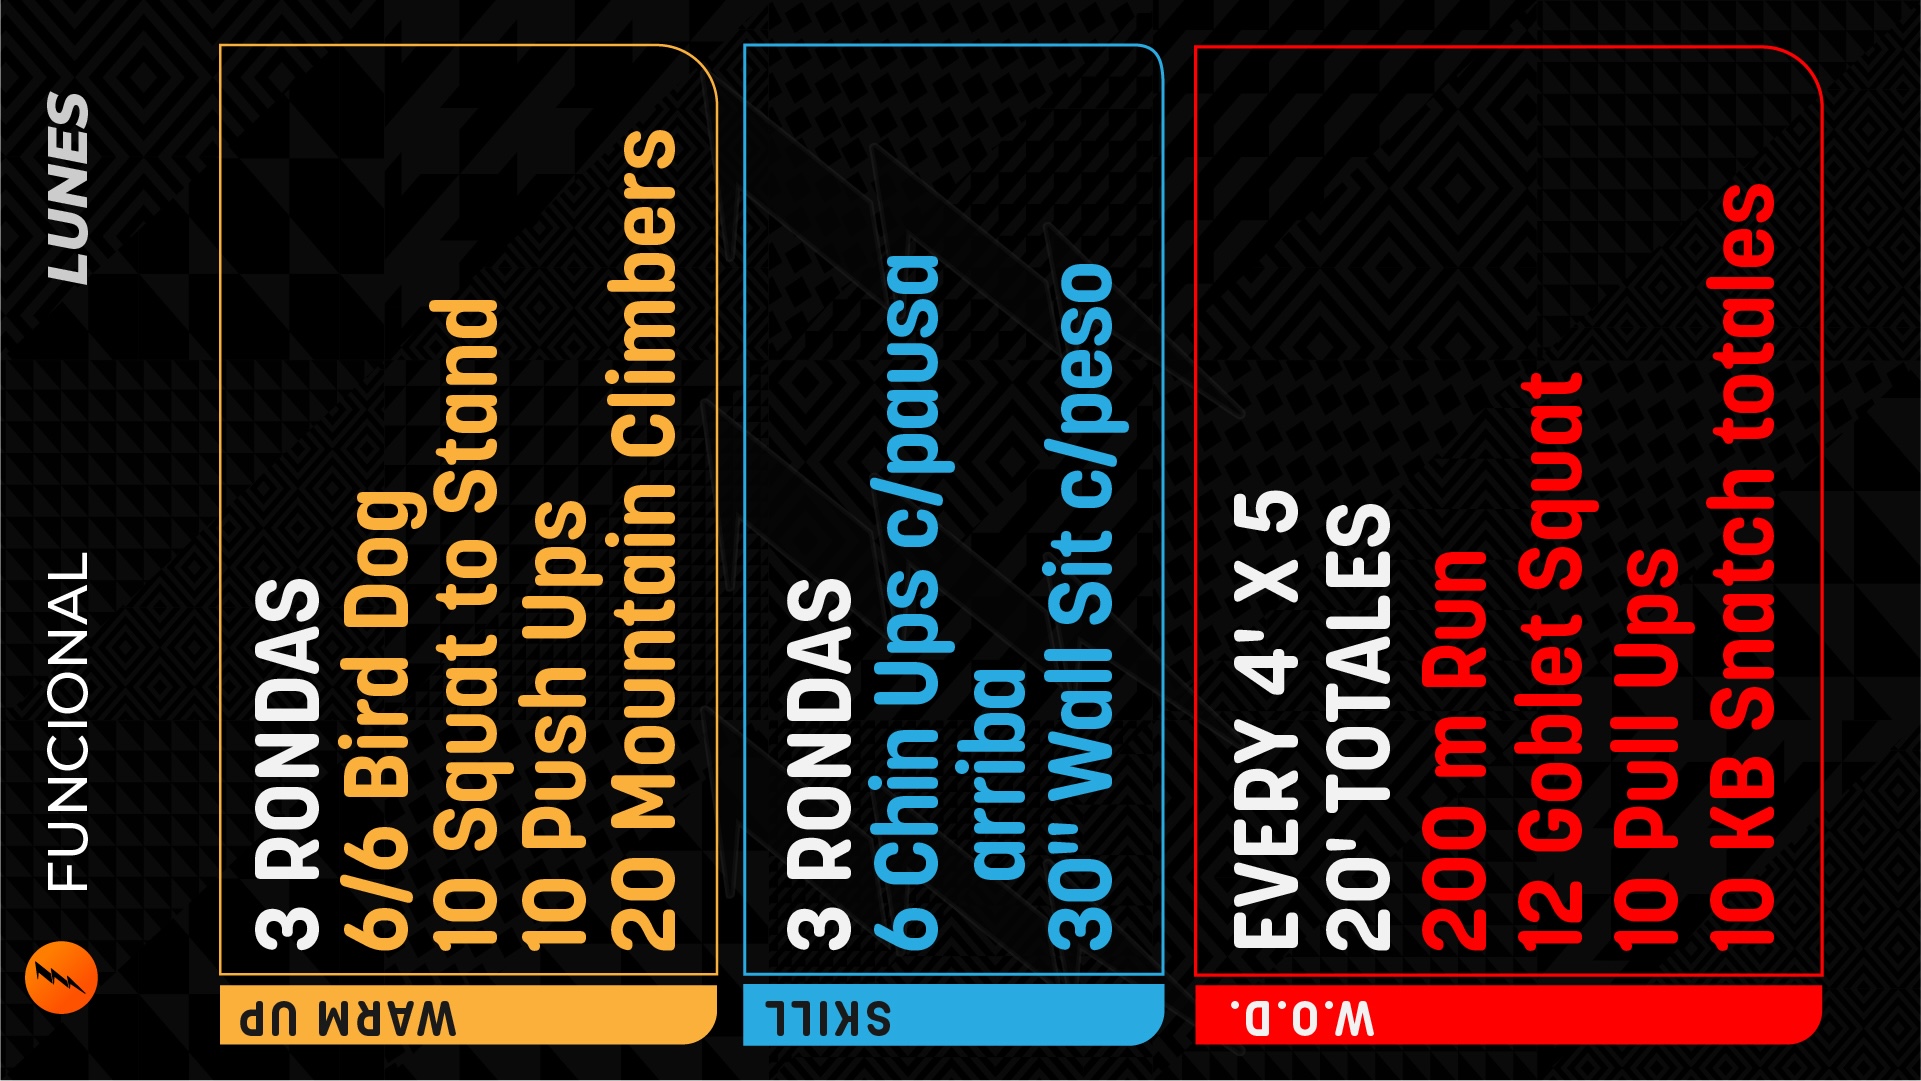 FUNCIONAL
LUNES
WARM UP
3 RONDAS
6/6 Bird Dog
10 Squat to Stand
10 Push Ups
20 Mountain Climbers
SKILL
3 RONDAS
6 Chin Ups c/pausa
arriba
30" Wall Sit c/peso
W.O.D.
EVERY 4' X 5
20' TOTALES
200 m Run
12 Goblet Squat
10 Pull Ups
10 KB Snatch totales